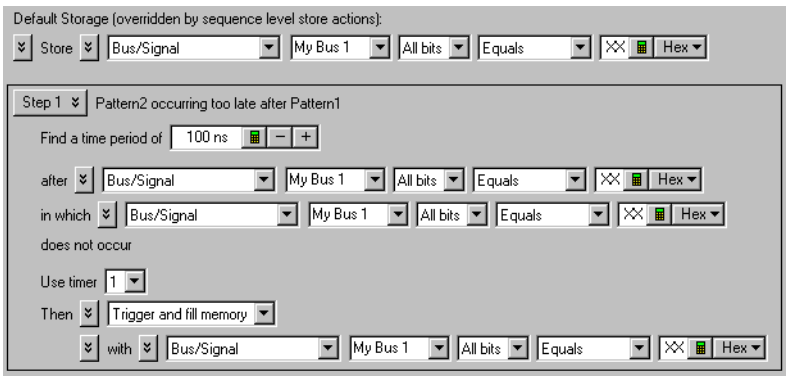 Default Storage (overridden by sequence level store actions):
Store Bus/Signal My Bus 1 All bits Equals XX Hex
Step 1 Pattern2 occurring too late after Pattern1
Find a time period of 100 ns − +
after Bus/Signal My Bus 1 All bits Equals XX Hex
in which Bus/Signal My Bus 1 All bits Equals XX Hex
does not occur
Use timer 1
Then Trigger and fill memory
with Bus/Signal My Bus 1 All bits Equals XX Hex